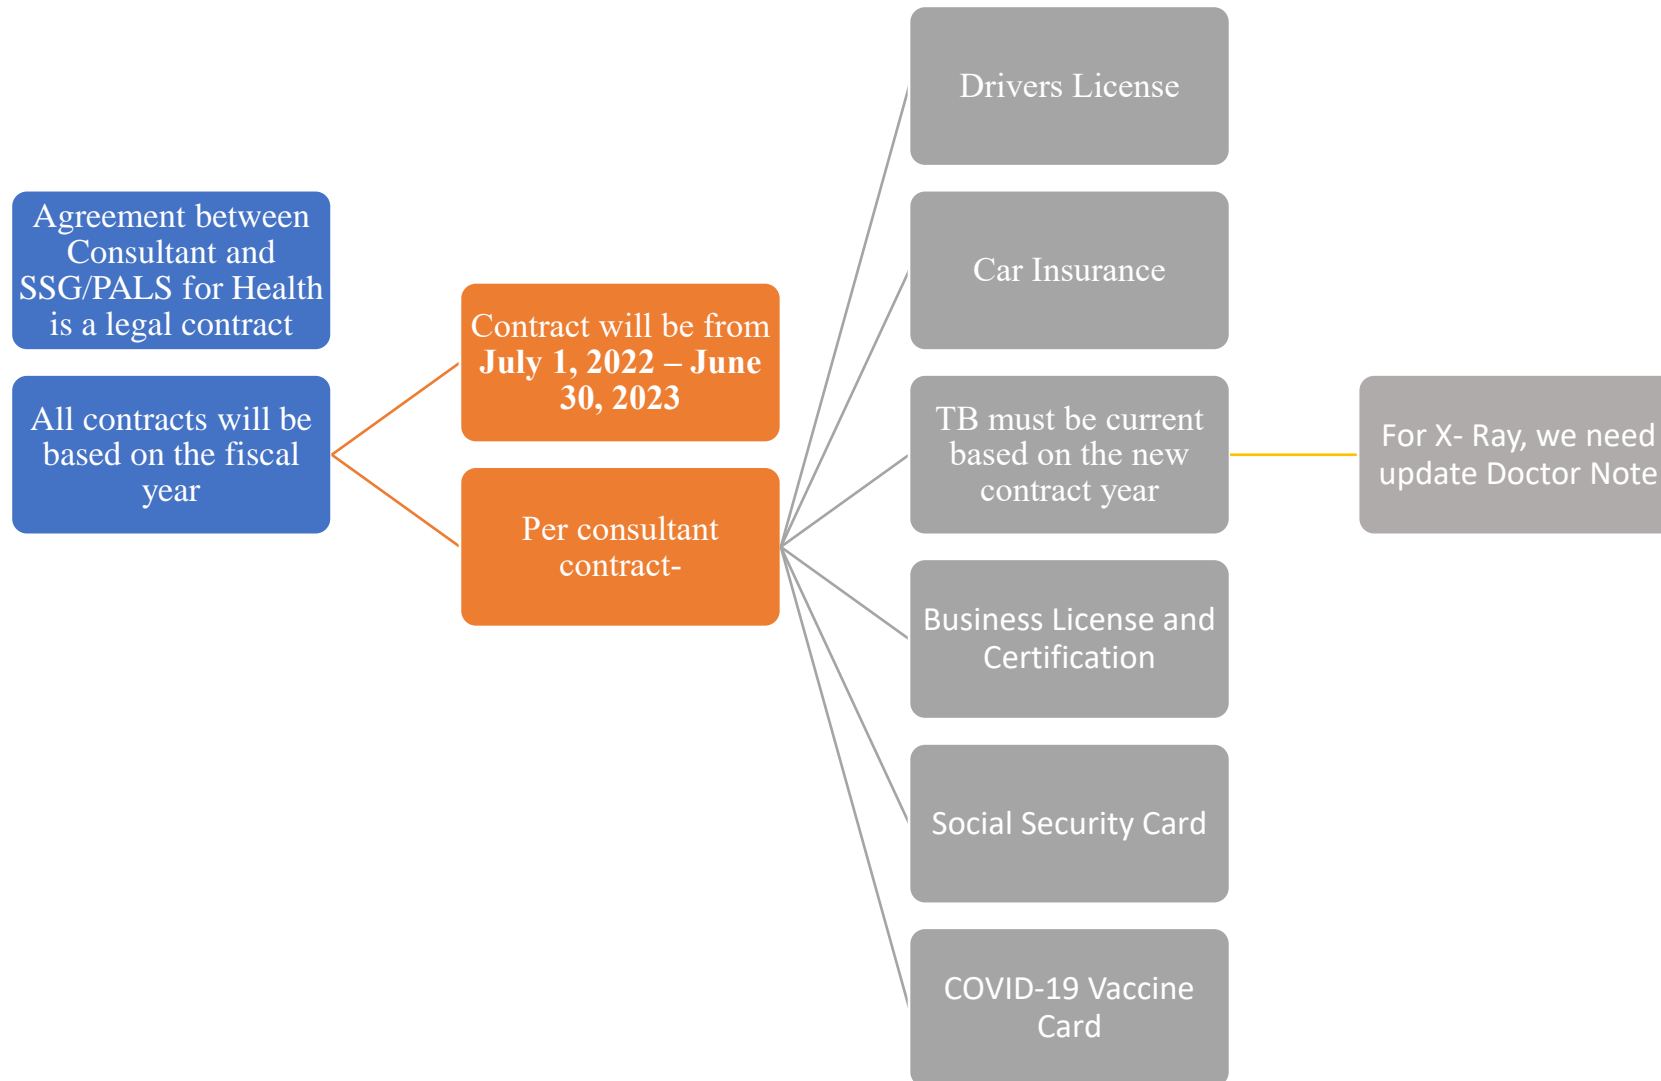 Agreement between
Consultant and
SSG/PALS for Health
is a legal contract
All contracts will be
based on the fiscal
year
Contract will be from
July 1, 2022 – June
30, 2023
Per consultant
contract-
Drivers License
Car Insurance
TB must be current
based on the new
contract year
For X- Ray, we need
update Doctor Note
Business License and
Certification
Social Security Card
COVID-19 Vaccine
Card